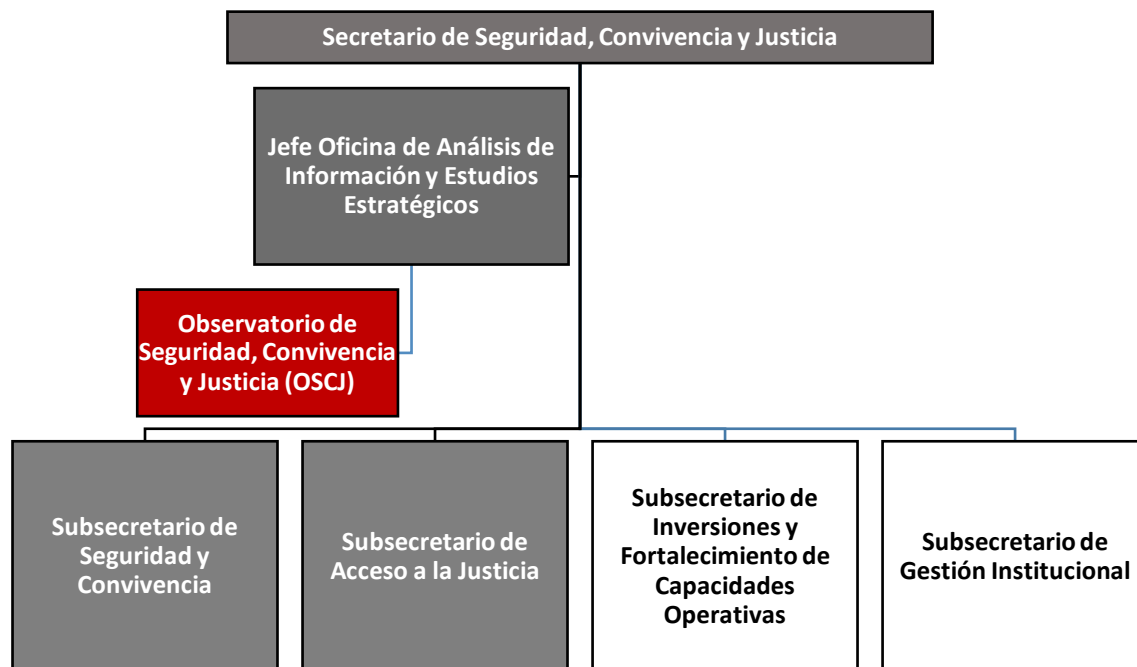 Secretario de Seguridad, Convivencia y Justicia
Jefe Oficina de Análisis de
Información y Estudios
Estratégicos
Observatorio de
Seguridad, Convivencia
y Justicia (OSCJ)
Subsecretario de
Seguridad y
Convivencia
Subsecretario de
Acceso a la Justicia
Subsecretario de
Inversiones y
Fortalecimiento de
Capacidades
Operativas
Subsecretario de
Gestión Institucional